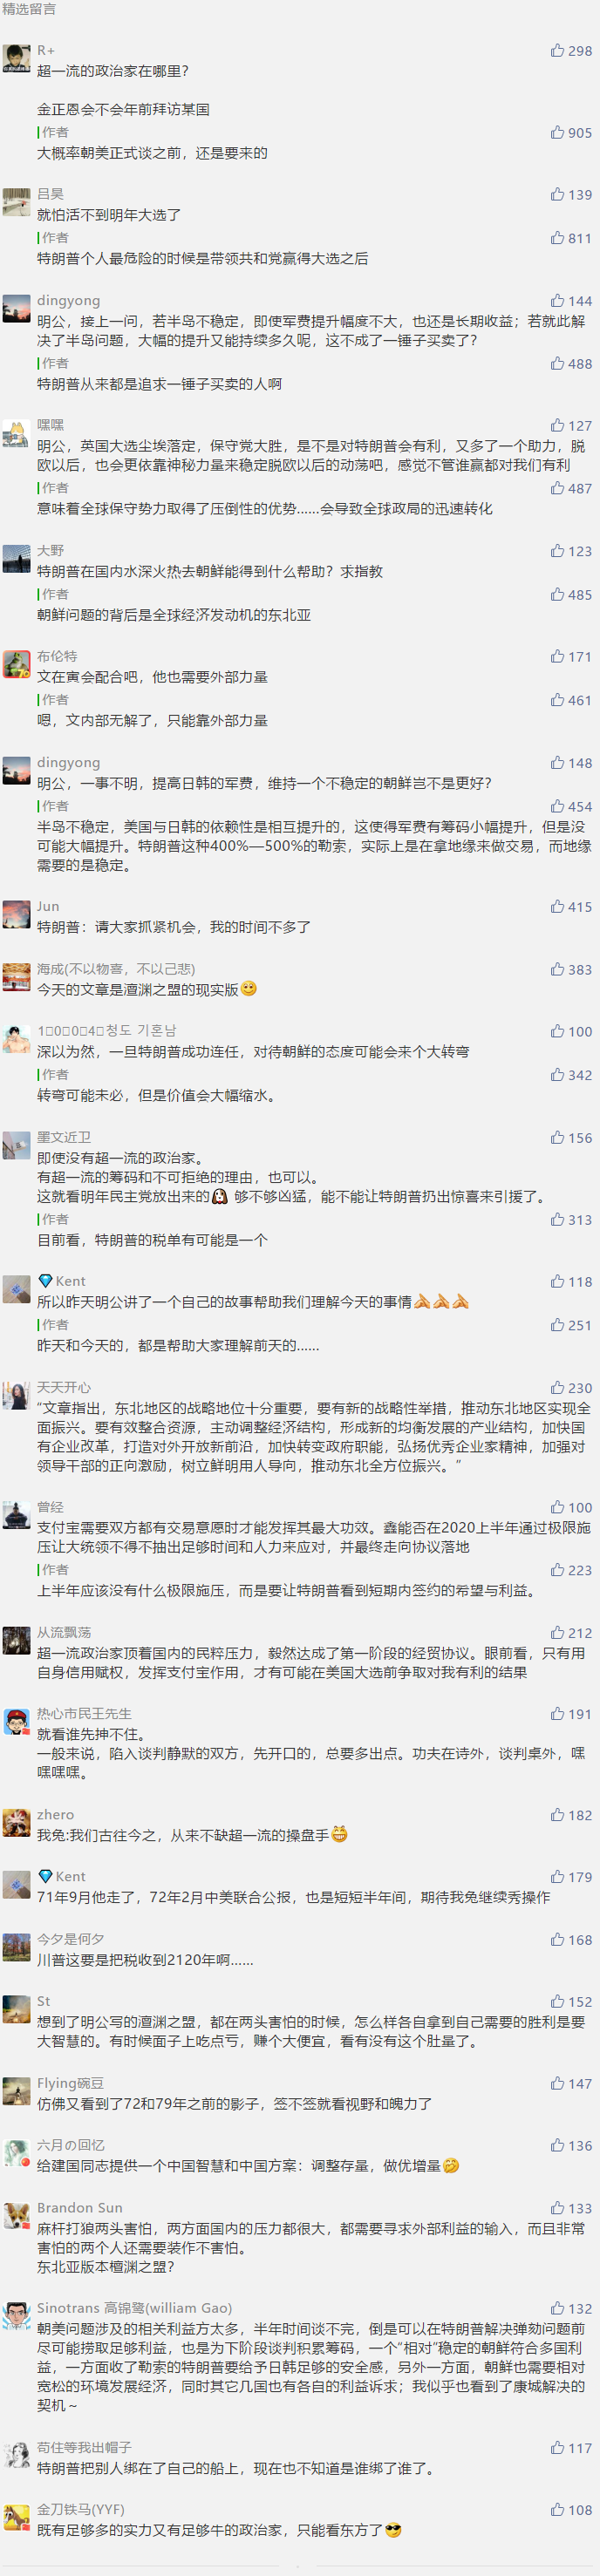 精选留言
R+
298
超一流的政治家在哪里?
金正恩会不会年前拜访某国
作者
905
大概率朝美正式谈之前，还是要来的
吕昊
139
就怕活不到明年大选了
作者
811
特朗普个人最危险的时候是带领共和党赢得大选之后
dingyong
144
明公，接上一问，若半岛不稳定，即使军费提升幅度不大，也还是长期收益；若就此解
决了半岛问题，大幅的提升又能持续多久呢，这不成了一锤子买卖了?
作者
488
特朗普从来都是追求一锤子买卖的人啊
嘿嘿
127
明公，英国大选尘埃落定，保守党大胜，是不是对特朗普会有利，又多了一个助力，脱
欧以后，也会更依靠神秘力量来稳定脱欧以后的动荡吧，感觉不管谁赢都对我们有利
作者
487
意味着全球保守势力取得了压倒性的优势......会导致全球政局的迅速转化
大野
123
特朗普在国内水深火热去朝鲜能得到什么帮助？求指教
作者
485
朝鲜问题的背后是全球经济发动机的东北亚
布伦特
171
文在寅会配合吧，他也需要外部力量
作者
461
嗯，文内部无解了，只能靠外部力量
dingyong
148
明公，一事不明，提高日韩的军费，维持一个不稳定的朝鲜岂不是更好?
作者
454
半岛不稳定，美国与日韩的依赖性是相互提升的，这使得军费有筹码小幅提升，但是没
可能大幅提升。特朗普这种400%—500%的勒索，实际上是在拿地缘来做交易，而地缘
需要的是稳定。
Jun
415
特朗普：请大家抓紧机会，我的时间不多了
海成(不以物喜，不以己悲)
383
今天的文章是澶渊之盟的现实版
1 0 0 4 청도 기혼남
100
深以为然，一旦特朗普成功连任，对待朝鲜的态度可能会来个大转弯
作者
342
转弯可能未必，但是价值会大幅缩水。
墨文近卫
156
即使没有超一流的政治家。
有超一流的筹码和不可拒绝的理由，也可以。
这就看明年民主党放出来的 够不够凶猛，能不能让特朗普扔出惊喜来引援了。
作者
313
目前看，特朗普的税单有可能是一个
Kent
118
所以昨天明公讲了一个自己的故事帮助我们理解今天的事情
作者
251
昨天和今天的，都是帮助大家理解前天的......
天天开心
230
“文章指出，东北地区的战略地位十分重要，要有新的战略性举措，推动东北地区实现全
面振兴。要有效整合资源，主动调整经济结构，形成新的均衡发展的产业结构，加快国
有企业改革，打造对外开放新前沿，加快转变政府职能，弘扬优秀企业家精神，加强对
领导干部的正向激励，树立鲜明用人导向，推动东北全方位振兴。”
曾经
100
支付宝需要双方都有交易意愿时才能发挥其最大功效。鑫能否在2020上半年通过极限施
压让大统领不得不抽出足够时间和人力来应对，并最终走向协议落地
作者
223
上半年应该没有什么极限施压，而是要让特朗普看到短期内签约的希望与利益。
从流飘荡
212
超一流政治家顶着国内的民粹压力，毅然达成了第一阶段的经贸协议。眼前看，只有用
自身信用赋权，发挥支付宝作用，才有可能在美国大选前争取对我有利的结果
热心市民王先生
191
就看谁先抻不住。
一般来说，陷入谈判静默的双方，先开口的，总要多出点。功夫在诗外，谈判桌外，嘿
嘿嘿嘿。
zhero
182
我兔:我们古往今之，从来不缺超一流的操盘手
Kent
179
71年9月他走了，72年2月中美联合公报，也是短短半年间，期待我兔继续秀操作
今夕是何夕
168
川普这要是把税收到2120年啊......
St
152
想到了明公写的澶渊之盟，都在两头害怕的时候，怎么样各自拿到自己需要的胜利是要
大智慧的。有时候面子上吃点亏，赚个大便宜，看有没有这个肚量了。
Flying碗豆
147
仿佛又看到了72和79年之前的影子，签不签就看视野和魄力了
六月の回忆
136
给建国同志提供一个中国智慧和中国方案：调整存量，做优增量
Brandon Sun
133
麻杆打狼两头害怕，两方面国内的压力都很大，都需要寻求外部利益的输入，而且非常
害怕的两个人还需要装作不害怕。
东北亚版本檀渊之盟?
Sinotrans 高锦鹫(william Gao)
132
朝美问题涉及的相关利益方太多，半年时间谈不完，倒是可以在特朗普解决弹劾问题前
尽可能捞取足够利益，也是为下阶段谈判积累筹码，一个“相对”稳定的朝鲜符合多国利
益，一方面收了勒索的特朗普要给予日韩足够的安全感，另外一方面，朝鲜也需要相对
宽松的环境发展经济，同时其它几国也有各自的利益诉求；我似乎也看到了康城解决的
契机~
苟住等我出帽子
117
特朗普把别人绑在了自己的船上，现在也不知道是谁绑了谁了。
金刀铁马(YYF)
108
既有足够多的实力又有足够牛的政治家，只能看东方了